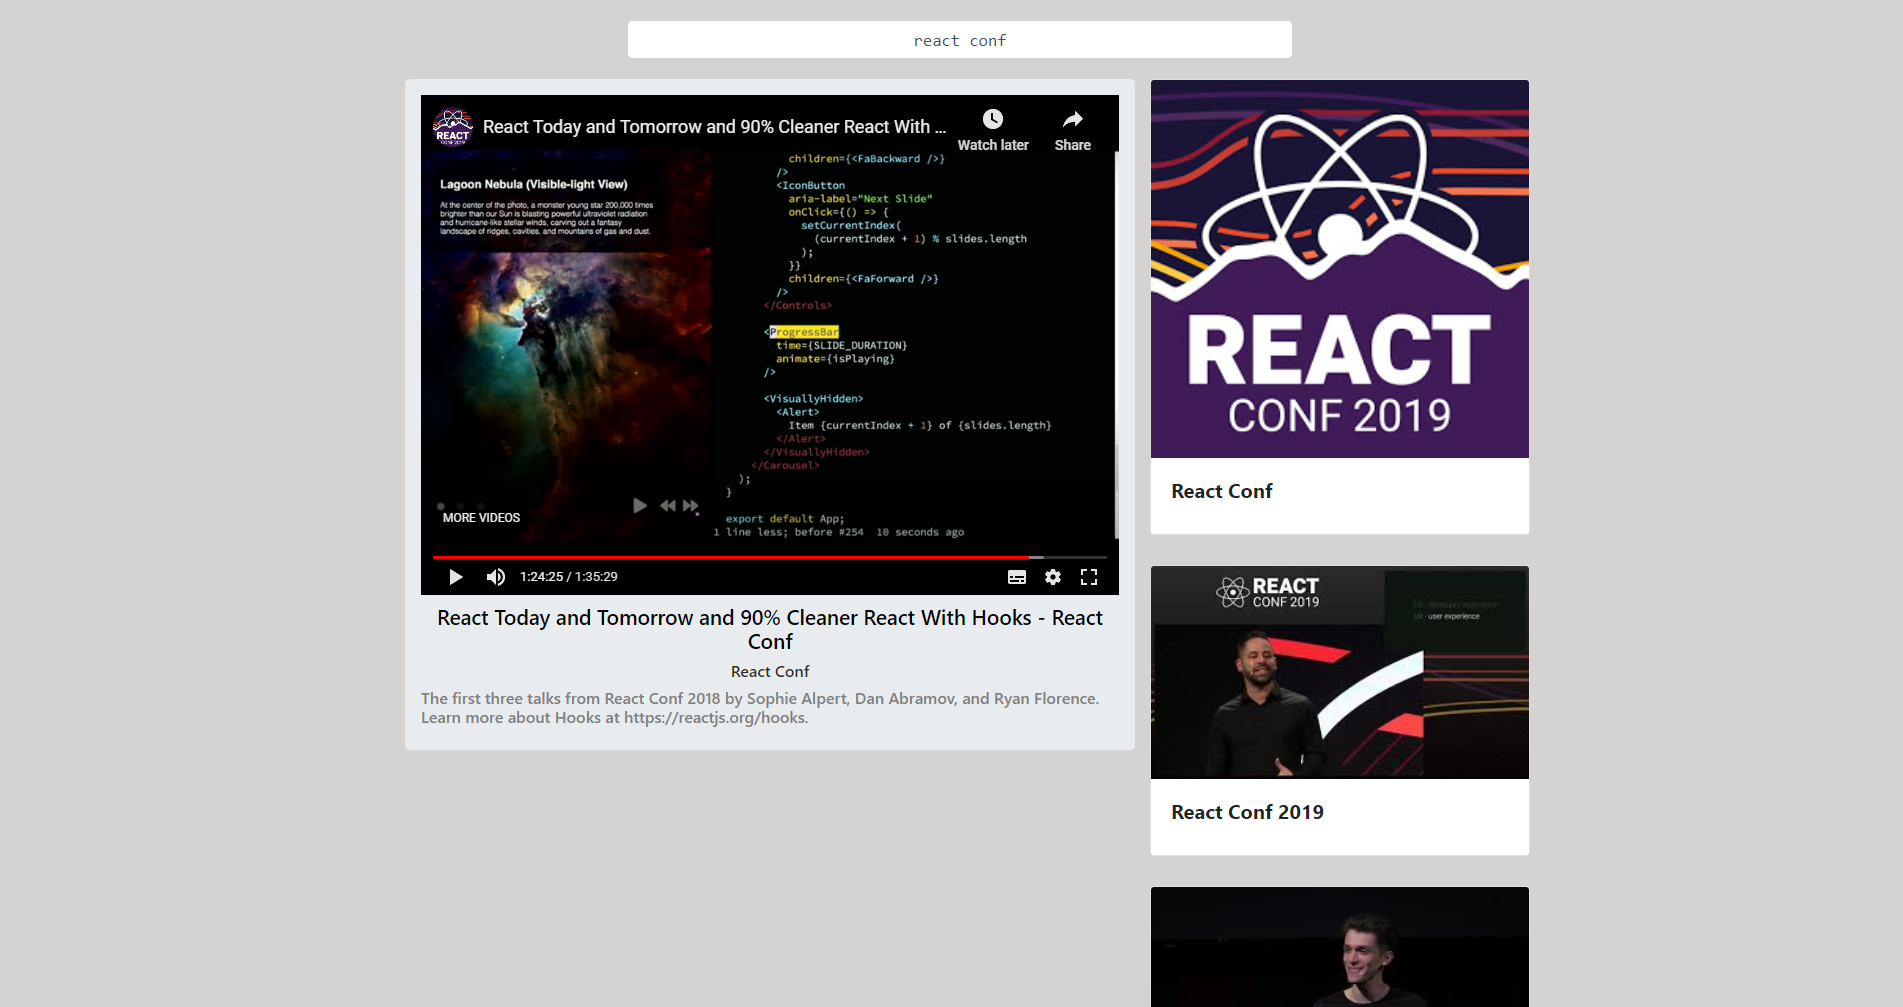 react conf
REACT
CONF 2019
React Today and Tomorrow and 90% Cleaner React With ...
Watch later
Share
Lagoon Nebula (Visible-light View)
At the center of the photo, a monster young star 200,000 times
brighter than our Sun is blasting powerful ultraviolet radiation
and hurricane-like stellar winds, carving out a fantasy
landscape of ridges, cavities, and mountains of gas and dust.
children={<FaBackward />}
/>
<IconButton
aria-label="Next Slide"
onClick={() => {
setCurrentIndex(
(currentIndex + 1) % slides.length
);
}}
children={<FaForward />}
/>
</Controls>
<ProgressBar
time={SLIDE_DURATION}
animate={isPlaying}
/>
<VisuallyHidden>
<Alert>
Item {currentIndex + 1} of {slides.length}
</Alert>
</VisuallyHidden>
</Carousel>
);
}
export default App;
1 line less; before #254 10 seconds ago
MORE VIDEOS
1:24:25 / 1:35:29
React Today and Tomorrow and 90% Cleaner React With Hooks - React
Conf
React Conf
The first three talks from React Conf 2018 by Sophie Alpert, Dan Abramov, and Ryan Florence.
Learn more about Hooks at https://reactjs.org/hooks.
REACT
CONF 2019
React Conf
REACT
CONF 2019
UX - user experience
React Conf 2019